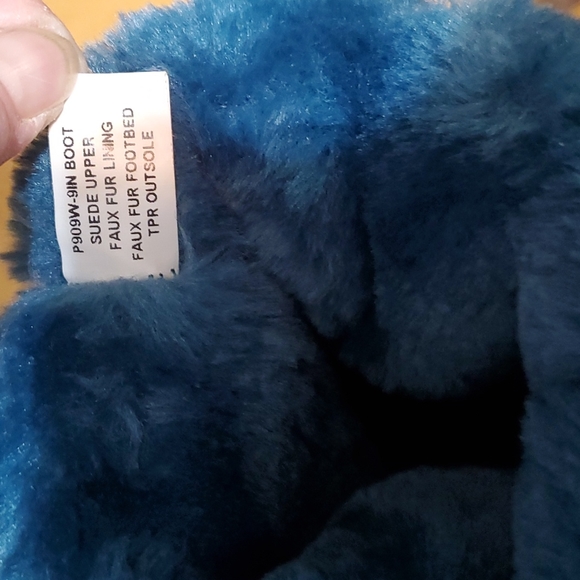 P909W-9IN BOOT
SUEDE UPPER
FAUX FUR LINING
FAUX FUR FOOTBED
TPR OUTSOLE